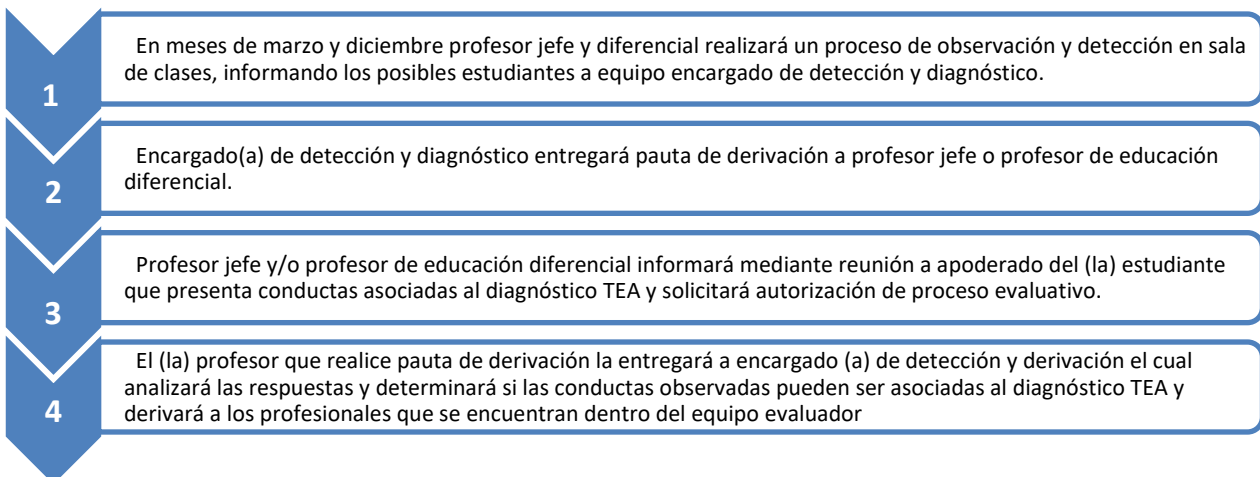 1
En meses de marzo y diciembre profesor jefe y diferencial realizará un proceso de observación y detección en sala
de clases, informando los posibles estudiantes a equipo encargado de detección y diagnóstico.
2
Encargado(a) de detección y diagnóstico entregará pauta de derivación a profesor jefe o profesor de educación
diferencial.
3
Profesor jefe y/o profesor de educación diferencial informará mediante reunión a apoderado del (la) estudiante
que presenta conductas asociadas al diagnóstico TEA y solicitará autorización de proceso evaluativo.
4
El (la) profesor que realice pauta de derivación la entregará a encargado (a) de detección y derivación el cual
analizará las respuestas y determinará si las conductas observadas pueden ser asociadas al diagnóstico TEA y
derivará a los profesionales que se encuentran dentro del equipo evaluador